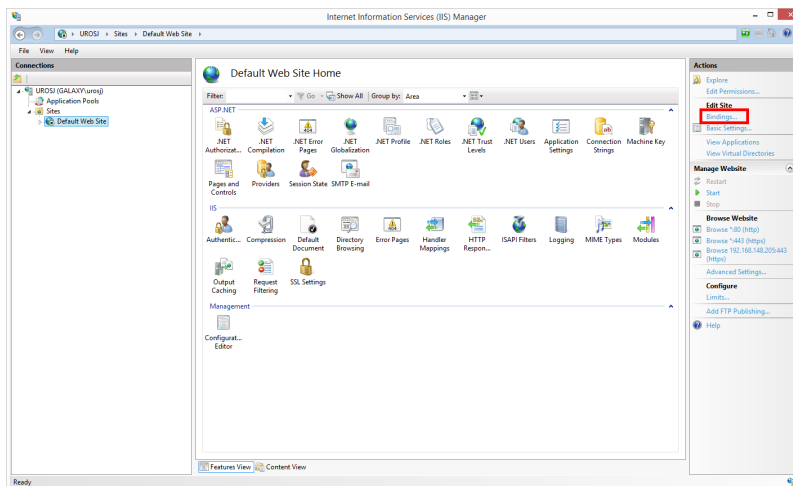 Internet Information Services (IIS) Manager
UROSJ › Sites › Default Web Site ›
File View Help
Connections
UROSJ (GALAXY\urosj)
Application Pools
Sites
Default Web Site
Default Web Site Home
Filter: Go Show All Group by: Area
ASP.NET
.NET Authorizat... .NET Compilation .NET Error Pages .NET Globalization .NET Profile .NET Roles .NET Trust Levels .NET Users Application Settings Connection Strings Machine Key
Pages and Controls Providers Session State SMTP E-mail
IIS
Authentic... Compression Default Document Directory Browsing Error Pages Handler Mappings HTTP Respon... ISAPI Filters Logging MIME Types Modules
Output Caching Request Filtering SSL Settings
Management
Configurat... Editor
Features View Content View
Ready
Actions
Explore
Edit Permissions...
Edit Site
Bindings...
Basic Settings...
View Applications
View Virtual Directories
Manage Website
Restart
Start
Stop
Browse Website
Browse *:80 (http)
Browse *:443 (https)
Browse 192.168.148.205:443
(https)
Advanced Settings...
Configure
Limits...
Add FTP Publishing...
Help